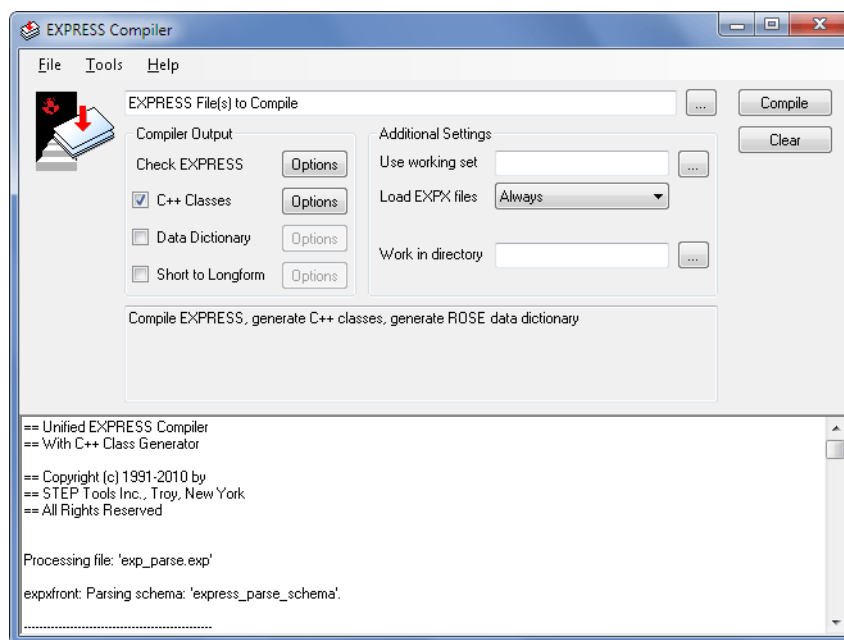 EXPRESS Compiler
File Tools Help
EXPRESS File(s) to Compile ... Compile
Clear
Compiler Output
Check EXPRESS Options
C++ Classes Options
Data Dictionary Options
Short to Longform Options
Additional Settings
Use working set ...
Load EXPX files Always
Work in directory ...
Compile EXPRESS, generate C++ classes, generate ROSE data dictionary
== Unified EXPRESS Compiler
== With C++ Class Generator
== Copyright (c) 1991-2010 by
== STEP Tools Inc., Troy, New York
== All Rights Reserved
Processing file: 'exp_parse.exp'
expxfront: Parsing schema: 'express_parse_schema'.
------------------------------------------------